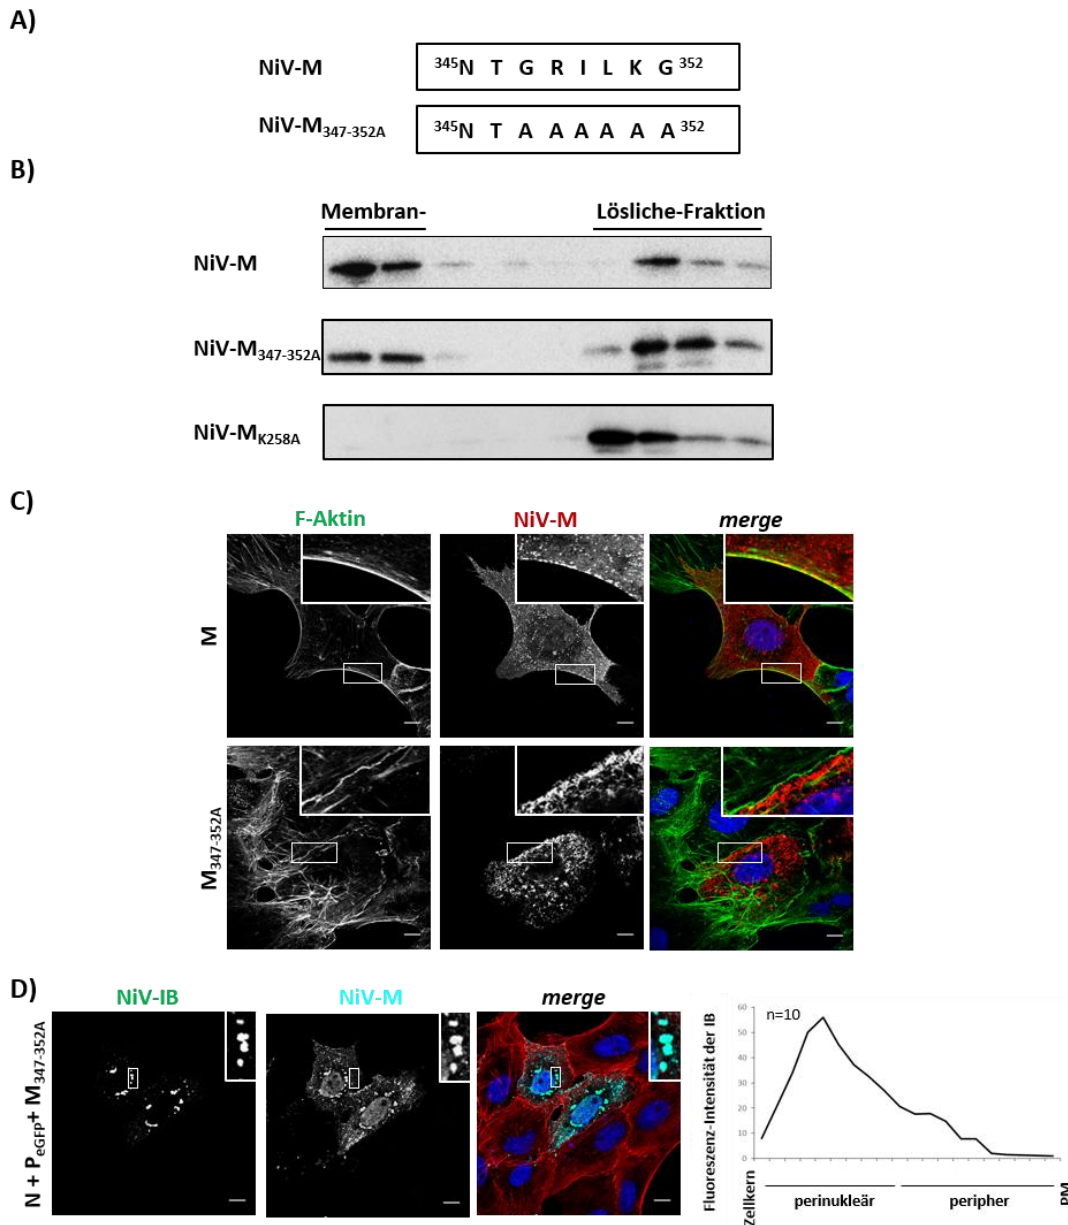 A)
NiV-M ³⁴⁵N T G R I L K G³⁵²
NiV-M₃₄₇₋₃₅₂A ³⁴⁵N T A A A A A A³⁵²
B)
Membran- Lösliche-Fraktion
NiV-M
NiV-M347-352A
NiV-MK258A
C)
F-Aktin NiV-M merge
M
M347-352A
D)
NiV-IB NiV-M merge
N + PeGFP + M347-352A
Fluoreszenz-Intensität der IB
n=10
60
50
40
30
20
10
0
Zellkern
perinukleär peripher
PM